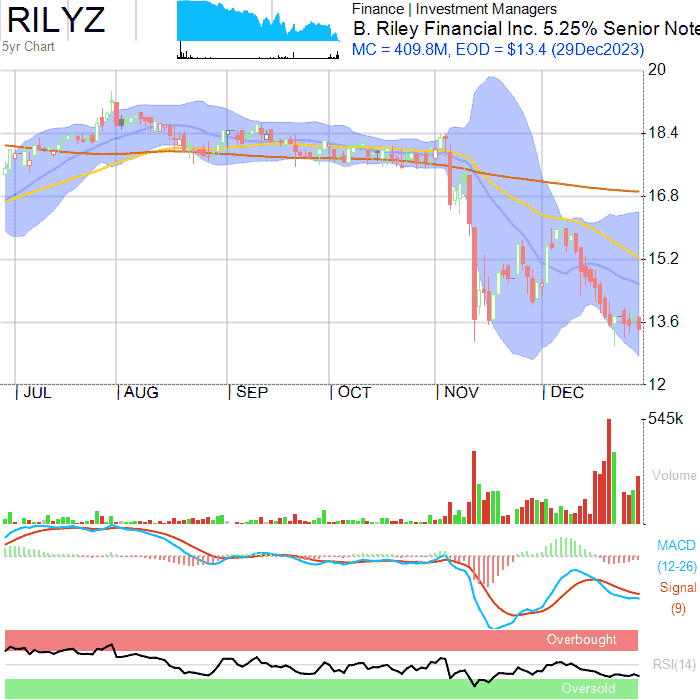 RILYZ
5yr Chart
Finance | Investment Managers
B. Riley Financial Inc. 5.25% Senior Note
MC = 409.8M, EOD = $13.4 (29Dec2023)
20
18.4
16.8
15.2
13.6
12
JUL AUG SEP OCT NOV DEC
545k
Volume
MACD
(12-26)
Signal
(9)
Overbought
RSI(14)
Oversold